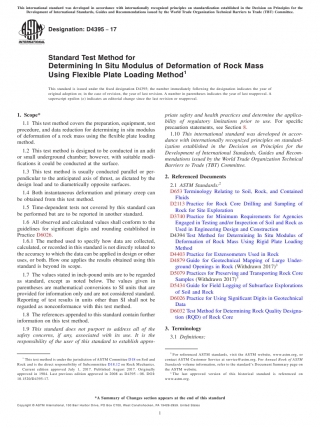 This international standard was developed in accordance with internationally recognized principles on standardization established in the Decision on Principles for the
Development of International Standards, Guides and Recommendations issued by the World Trade Organization Technical Barriers to Trade (TBT) Committee.
Designation: D4395 − 17
Standard Test Method for
Determining In Situ Modulus of Deformation of Rock Mass
Using Flexible Plate Loading Method1
This standard is issued under the fixed designation D4395; the number immediately following the designation indicates the year of
original adoption or, in the case of revision, the year of last revision. A number in parentheses indicates the year of last reapproval. A
superscript epsilon (ε) indicates an editorial change since the last revision or reapproval.
1. Scope*
1.1 This test method covers the preparation, equipment, test
procedure, and data reduction for determining in situ modulus
of deformation of a rock mass using the flexible plate loading
method.
1.2 This test method is designed to be conducted in an adit
or small underground chamber; however, with suitable modi-
fications it could be conducted at the surface.
1.3 This test method is usually conducted parallel or per-
pendicular to the anticipated axis of thrust, as dictated by the
design load and to diametrically opposite surfaces.
1.4 Both instantaneous deformation and primary creep can
be obtained from this test method.
1.5 Time-dependent tests not covered by this standard can
be performed but are to be reported in another standard.
1.6 All observed and calculated values shall conform to the
guidelines for significant digits and rounding established in
Practice D6026.
1.6.1 The method used to specify how data are collected,
calculated, or recorded in this standard is not directly related to
the accuracy to which the data can be applied in design or other
uses, or both. How one applies the results obtained using this
standard is beyond its scope.
1.7 The values stated in inch-pound units are to be regarded
as standard, except as noted below. The values given in
parentheses are mathematical conversions to SI units that are
provided for information only and are not considered standard.
Reporting of test results in units other than SI shall not be
regarded as nonconformance with this test method.
1.8 The references appended to this standard contain further
information on this test method.
1.9 This standard does not purport to address all of the
safety concerns, if any, associated with its use. It is the
responsibility of the user of this standard to establish appro-
priate safety and health practices and determine the applica-
bility of regulatory limitations prior to use. For specific
precaution statements, see Section 8.
1.10 This international standard was developed in accor-
dance with internationally recognized principles on standard-
ization established in the Decision on Principles for the
Development of International Standards, Guides and Recom-
mendations issued by the World Trade Organization Technical
Barriers to Trade (TBT) Committee.
2. Referenced Documents
2.1 ASTM Standards:2
D653 Terminology Relating to Soil, Rock, and Contained
Fluids
D2113 Practice for Rock Core Drilling and Sampling of
Rock for Site Exploration
D3740 Practice for Minimum Requirements for Agencies
Engaged in Testing and/or Inspection of Soil and Rock as
Used in Engineering Design and Construction
D4394 Test Method for Determining In Situ Modulus of
Deformation of Rock Mass Using Rigid Plate Loading
Method
D4403 Practice for Extensometers Used in Rock
D4879 Guide for Geotechnical Mapping of Large Under-
ground Openings in Rock (Withdrawn 2017)3
D5079 Practices for Preserving and Transporting Rock Core
Samples (Withdrawn 2017)3
D5434 Guide for Field Logging of Subsurface Explorations
of Soil and Rock
D6026 Practice for Using Significant Digits in Geotechnical
Data
D6032 Test Method for Determining Rock Quality Designa-
tion (RQD) of Rock Core
3. Terminology
3.1 Definitions:
1 This test method is under the jurisdiction of ASTM Committee D18 on Soil and
Rock and is the direct responsibility of Subcommittee D18.12 on Rock Mechanics.
Current edition approved July 1, 2017. Published August 2017. Originally
approved in 1984. Last previous edition approved in 2008 as D4395 – 08. DOI:
10.1520/D4395-17.
2 For referenced ASTM standards, visit the ASTM website, www.astm.org, or
contact ASTM Customer Service at service@astm.org. For Annual Book of ASTM
Standards volume information, refer to the standard's Document Summary page on
the ASTM website.
3 The last approved version of this historical standard is referenced on
www.astm.org.
*A Summary of Changes section appears at the end of this standard
Copyright © ASTM International, 100 Barr Harbor Drive, PO Box C700, West Conshohocken, PA 19428-2959. United States
1